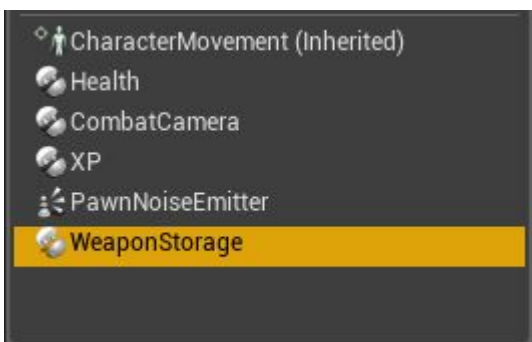 CharacterMovement (Inherited)
Health
CombatCamera
XP
PawnNoiseEmitter
WeaponStorage